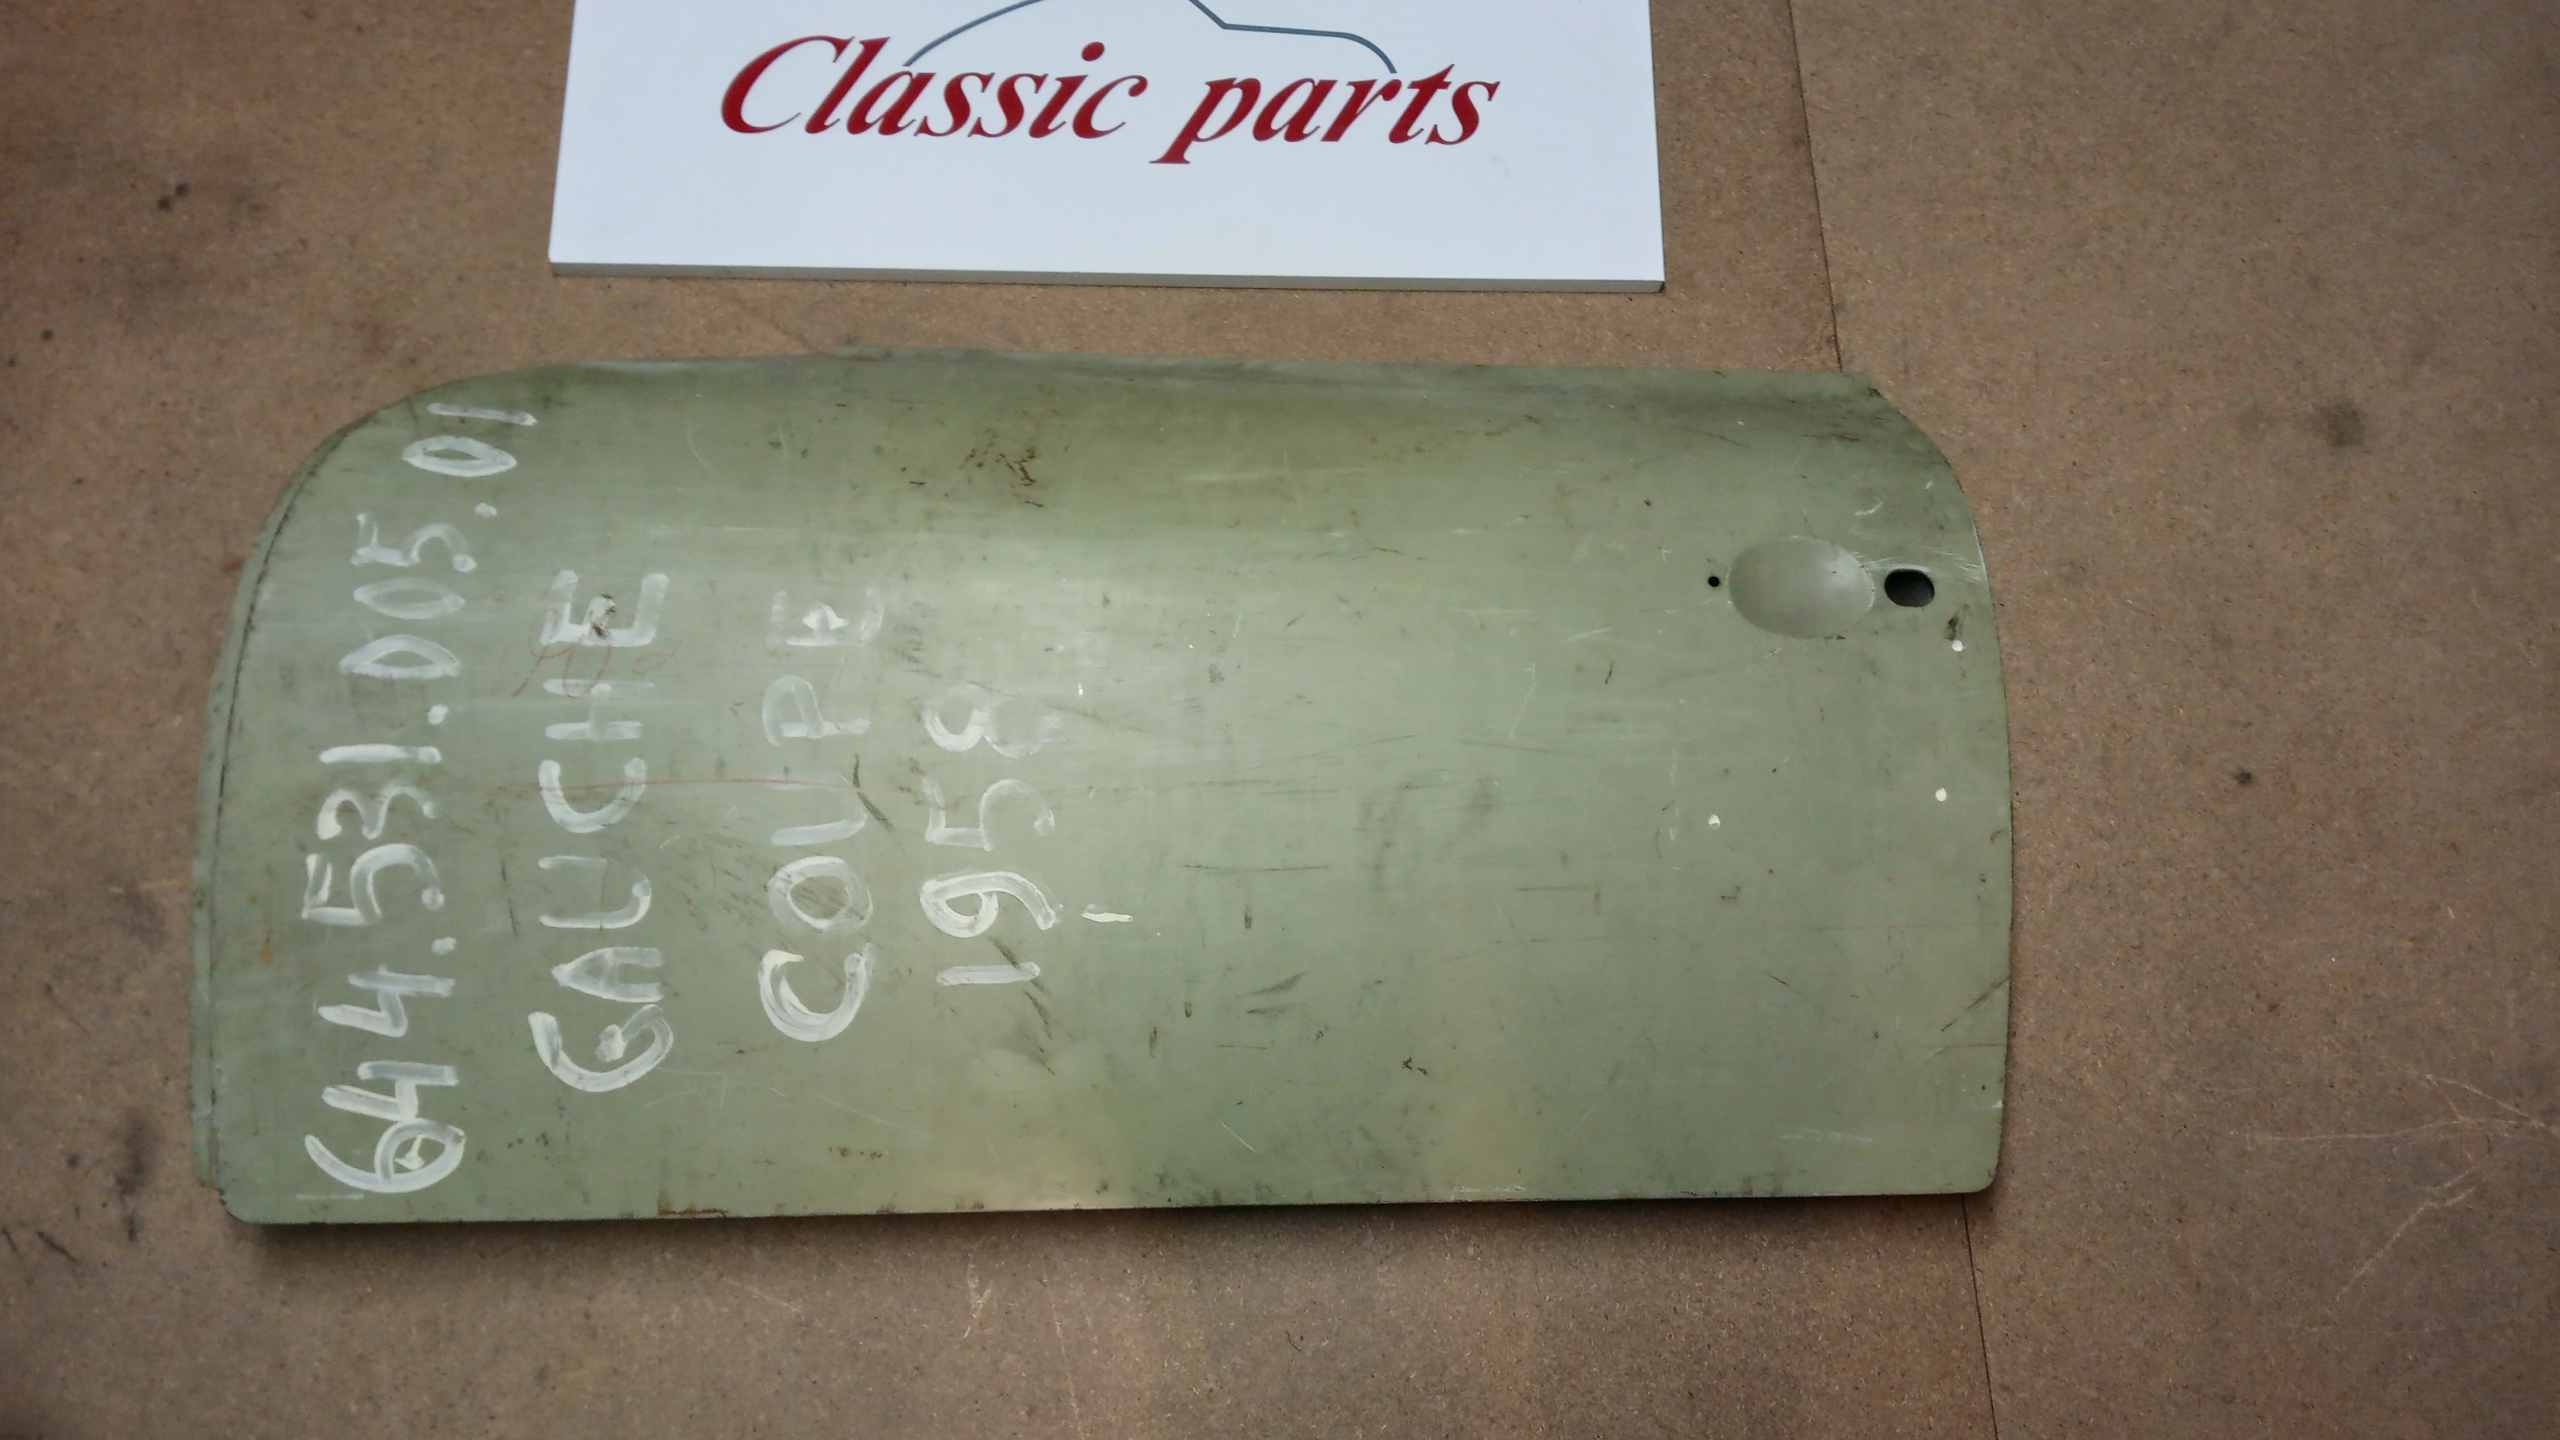 Classic parts
644.531.005.01
GAUCHE
COUPE
1958